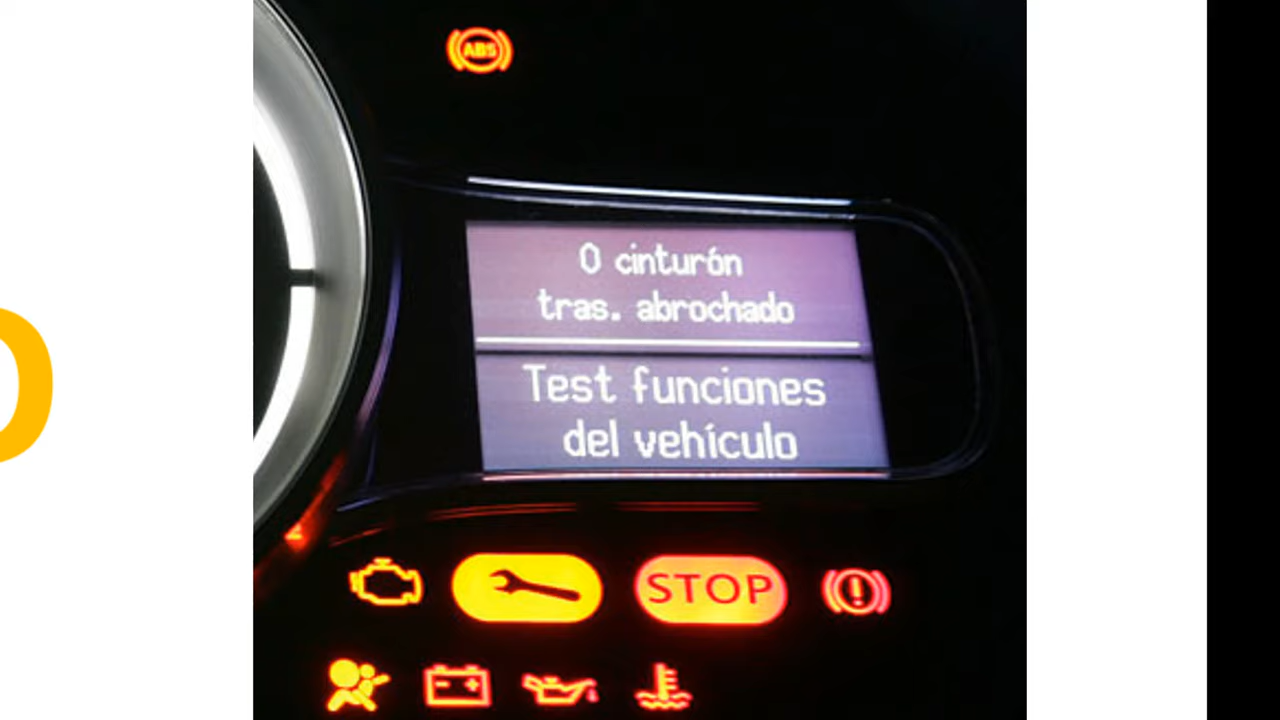 ABS
0 cinturón
tras. abrochado
Test funciones
del vehículo
STOP